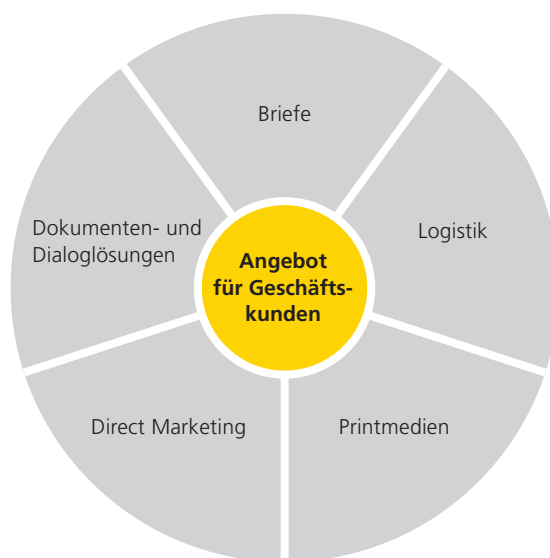 Briefe
Dokumenten- und
Dialoglösungen
Logistik
Angebot
für Geschäfts-
kunden
Direct Marketing
Printmedien